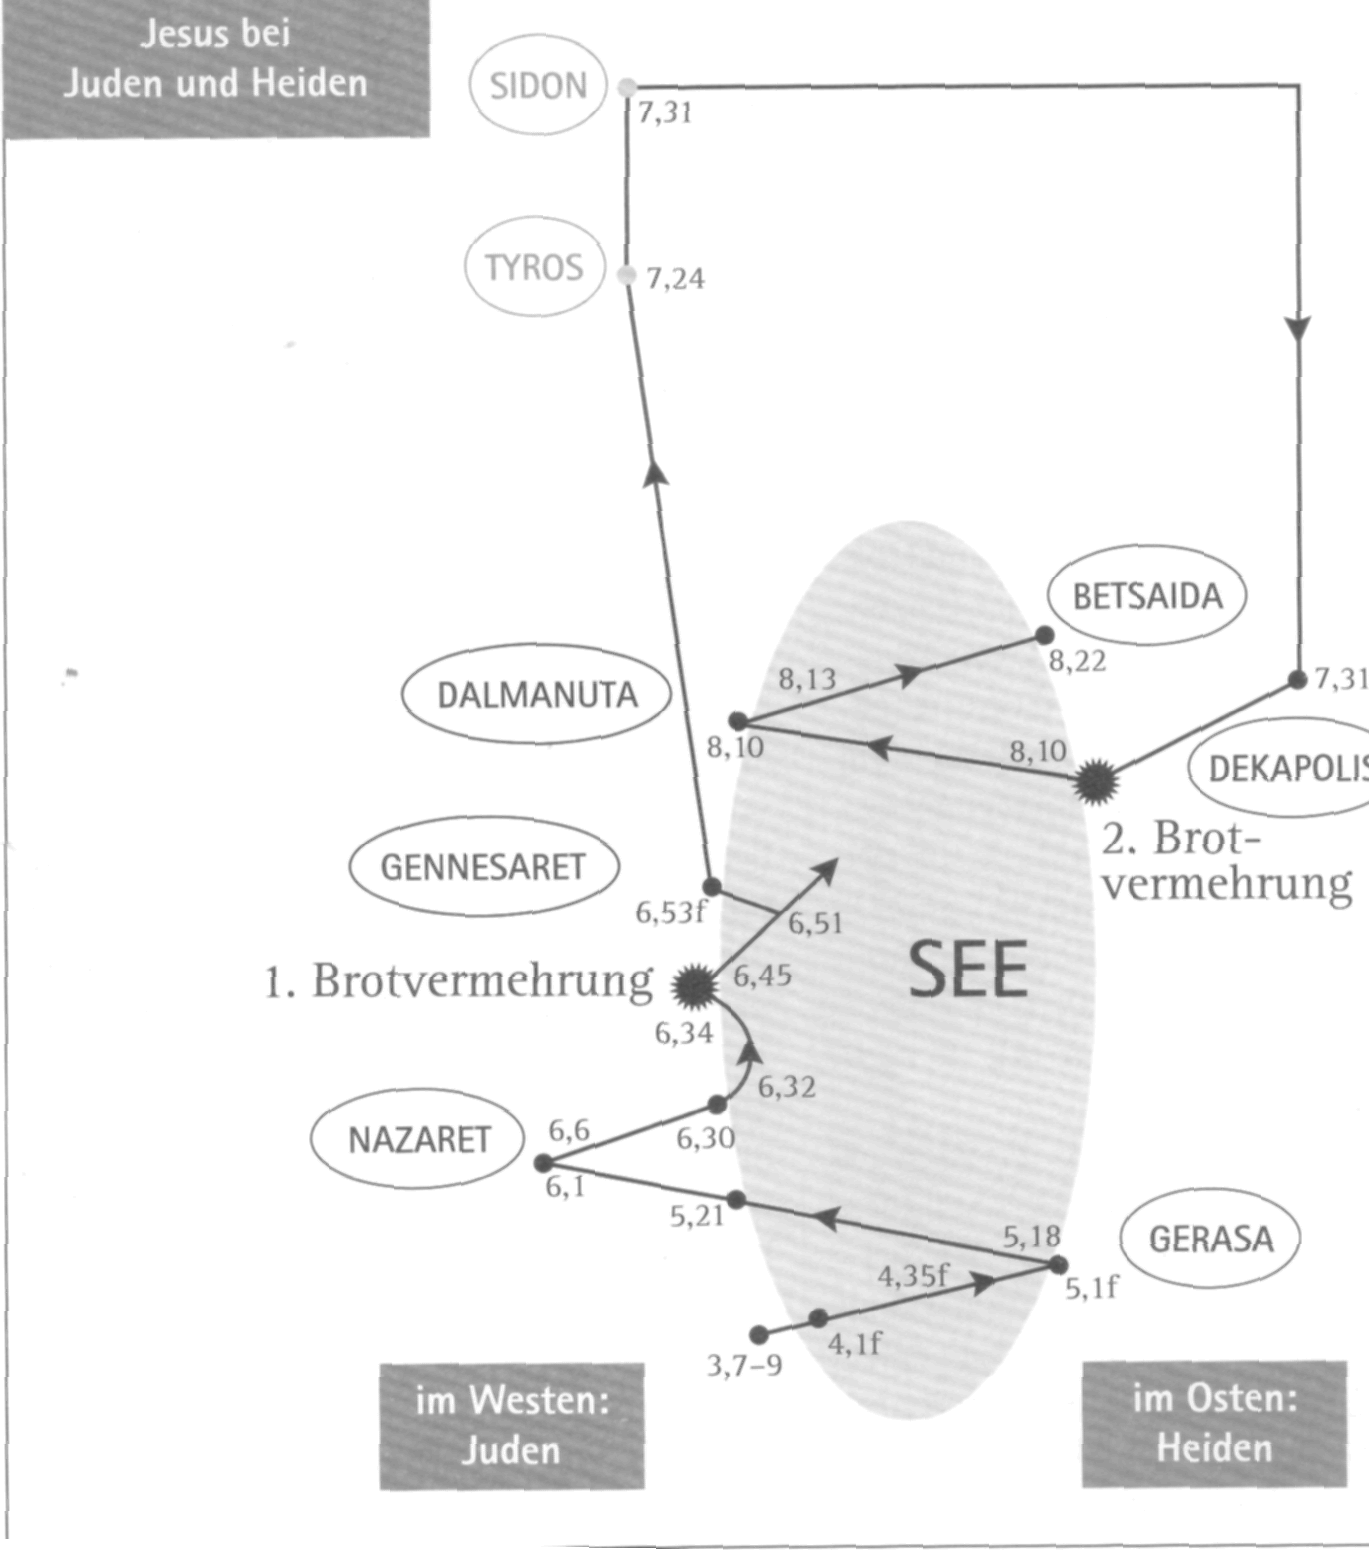 Jesus bei
Juden und Heiden
SIDON
7,31
TYROS
7,24
BETSAIDA
8,22
8,13
DALMANUTA
8,10
8,10
7,31
DEKAPOLIS
2. Brot-
vermehrung
GENNESARET
6,53f
6,51
SEE
1. Brotvermehrung
6,45
6,34
6,32
NAZARET
6,6
6,30
6,1
5,21
5,18
GERASA
4,35f
5,1f
4,1f
3,7–9
im Westen:
Juden
im Osten:
Heiden